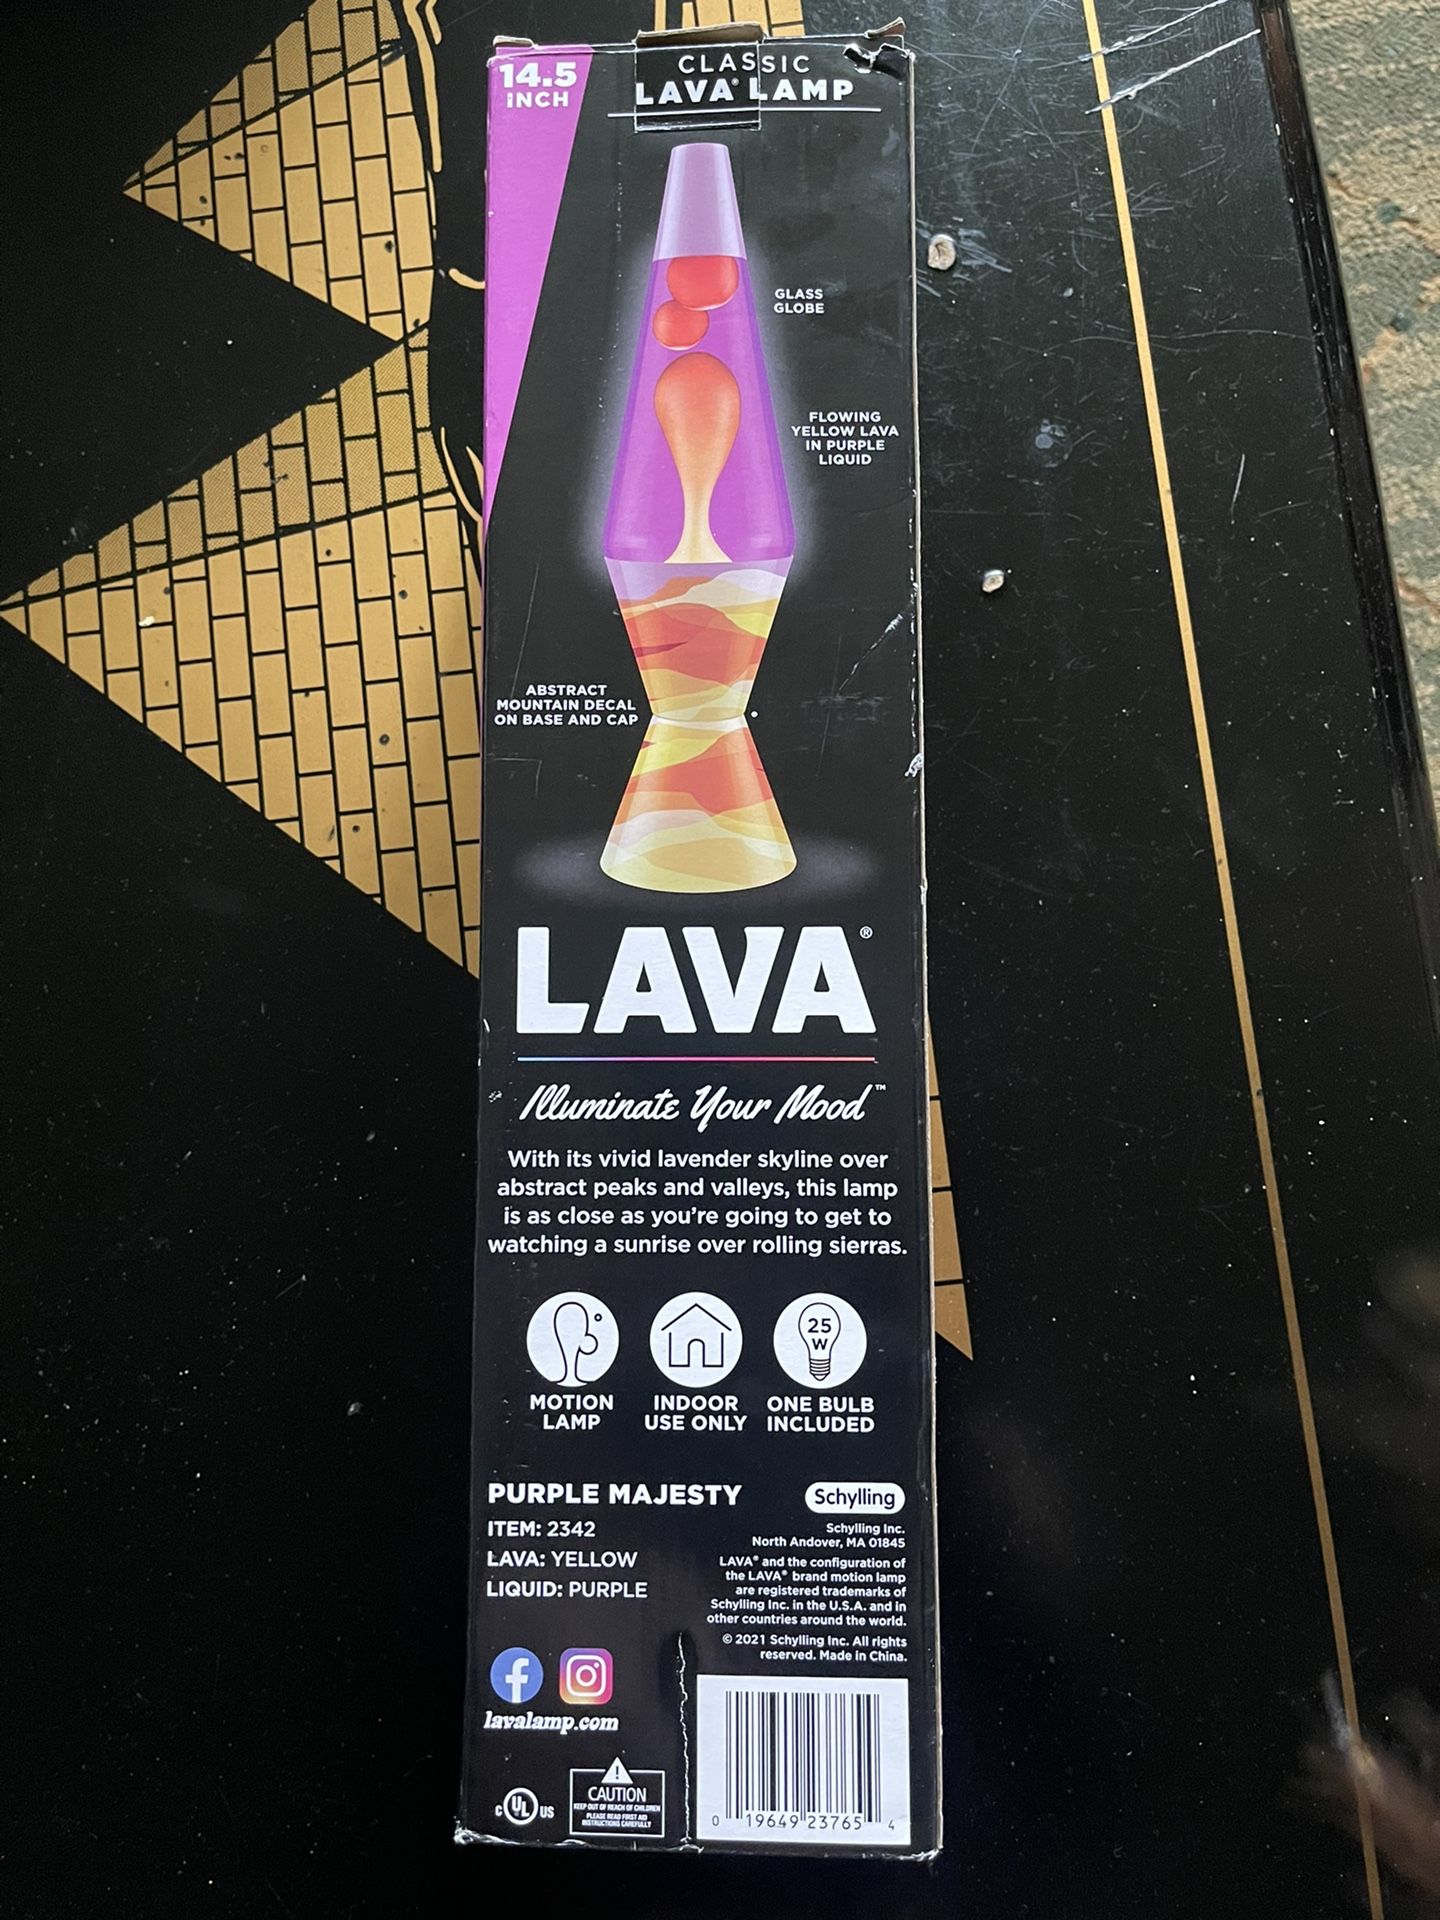 14.5
INCH
CLASSIC
LAVA® LAMP
GLASS
GLOBE
FLOWING
YELLOW LAVA
IN PURPLE
LIQUID
ABSTRACT
MOUNTAIN DECAL
ON BASE AND CAP
LAVA®
Illuminate Your Mood™
With its vivid lavender skyline over
abstract peaks and valleys, this lamp
is as close as you're going to get to
watching a sunrise over rolling sierras.
25
W
MOTION
LAMP
INDOOR
USE ONLY
ONE BULB
INCLUDED
PURPLE MAJESTY
ITEM: 2342
LAVA: YELLOW
LIQUID: PURPLE
Schylling
Schylling Inc.
North Andover, MA 01845
LAVA® and the configuration of
the LAVA® brand motion lamp
are registered trademarks of
Schylling Inc. in the U.S.A. and in
other countries around the world.
© 2021 Schylling Inc. All rights
reserved. Made in China.
lavalamp.com
C UL US
CAUTION
KEEP OUT OF REACH OF CHILDREN
PLEASE READ FIRST AID
INSTRUCTIONS CAREFULLY
0 19649 23765 4